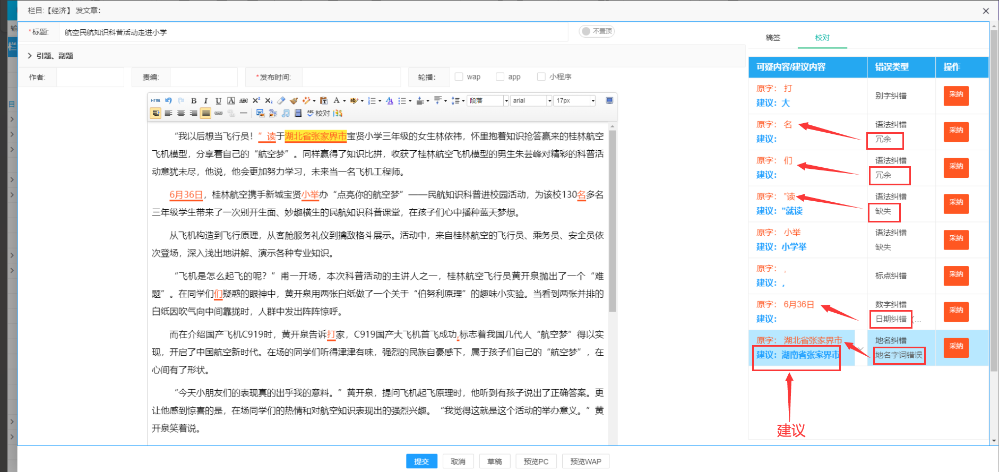 栏目:【经济】 发文章:
输
栏
目
*标题:
航空民航知识科普活动走进小学
不置顶
引题、副题
作者:
责编:
*发布时间:
轮播:
wap
app
小程序
HTML
段落
arial
17px
校对
“我以后想当飞行员！”读于湖北省张家界市宝贤小学三年级的女生林依祎，怀里抱着知识抢答赢来的桂林航空
飞机模型，分享着自己的“航空梦”。同样赢得了知识比拼，收获了桂林航空飞机模型的男生朱芸峰对精彩的科普活
动意犹未尽，他说，他会更加努力学习，未来当一名飞机工程师。
6月36日，桂林航空携手新城宝贤小举办“点亮你的航空梦”——民航知识科普进校园活动，为该校130名多名
三年级学生带来了一次别开生面、妙趣横生的民航知识科普课堂，在孩子们心中播种蓝天梦想。
从飞机构造到飞行原理，从客舱服务礼仪到擒敌格斗展示。活动中，来自桂林航空的飞行员、乘务员、安全员依
次登场，深入浅出地讲解、演示各种专业知识。
“飞机是怎么起飞的呢？”甫一开场，本次科普活动的主讲人之一，桂林航空飞行员黄开泉抛出了一个“难
题”。在同学们们疑惑的眼神中，黄开泉用两张白纸做了一个关于“伯努利原理”的趣味小实验。当看到两张并排的
白纸因吹气向中间靠拢时，人群中发出阵阵惊呼。
而在介绍国产飞机C919时，黄开泉告诉打家，C919国产大飞机首飞成功,标志着我国几代人“航空梦”得以实
现，开启了中国航空新时代。在场的同学们听得津津有味，强烈的民族自豪感下，属于孩子们自己的“航空梦”，在
心间有了形状。
“今天小朋友们的表现真的出乎我的意料。”黄开泉，提问飞机起飞原理时，他听到有孩子说出了正确答案。更
让他感到惊喜的是，在场同学们的热情和对航空知识表现出的强烈兴趣。“我觉得这就是这个活动的举办意义。”黄
开泉笑着说。
稿签
校对
可疑内容/建议内容
错误类型
操作
原字： 打
建议：大
别字纠错
采纳
原字： 名
建议：
语法纠错
冗余
采纳
原字： 们
建议：
语法纠错
冗余
采纳
原字： ”读
建议：”就读
语法纠错
缺失
采纳
原字： 小举
建议：小学举
语法纠错
缺失
采纳
原字： ,
建议：，
标点纠错
采纳
原字： 6月36日
建议：
数字纠错
日期纠错（...
采纳
原字： 湖北省张家界市
建议：湖南省张家界市
地名纠错
地名字词错误
采纳
建议
提交
取消
草稿
预览PC
预览WAP